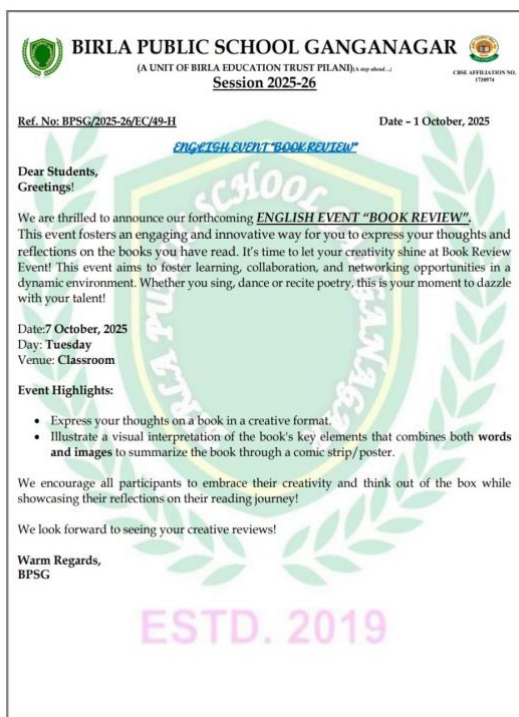 BIRLA PUBLIC SCHOOL GANGANAGAR
(A UNIT OF BIRLA EDUCATION TRUST PILANI)(A step ahead...)
CBSE AFFILIATION NO.
1730974
Session 2025-26
Ref. No: BPSG/2025-26/EC/49-H Date – 1 October, 2025
ENGLISH EVENT "BOOK REVIEW"
Dear Students,
Greetings!
We are thrilled to announce our forthcoming ENGLISH EVENT "BOOK REVIEW".
This event fosters an engaging and innovative way for you to express your thoughts and
reflections on the books you have read. It's time to let your creativity shine at Book Review
Event! This event aims to foster learning, collaboration, and networking opportunities in a
dynamic environment. Whether you sing, dance or recite poetry, this is your moment to dazzle
with your talent!
Date:7 October, 2025
Day: Tuesday
Venue: Classroom
Event Highlights:
• Express your thoughts on a book in a creative format.
• Illustrate a visual interpretation of the book's key elements that combines both words
and images to summarize the book through a comic strip/poster.
We encourage all participants to embrace their creativity and think out of the box while
showcasing their reflections on their reading journey!
We look forward to seeing your creative reviews!
Warm Regards,
BPSG
BIRLA PUBLIC SCHOOL GANGANAGAR
ESTD. 2019